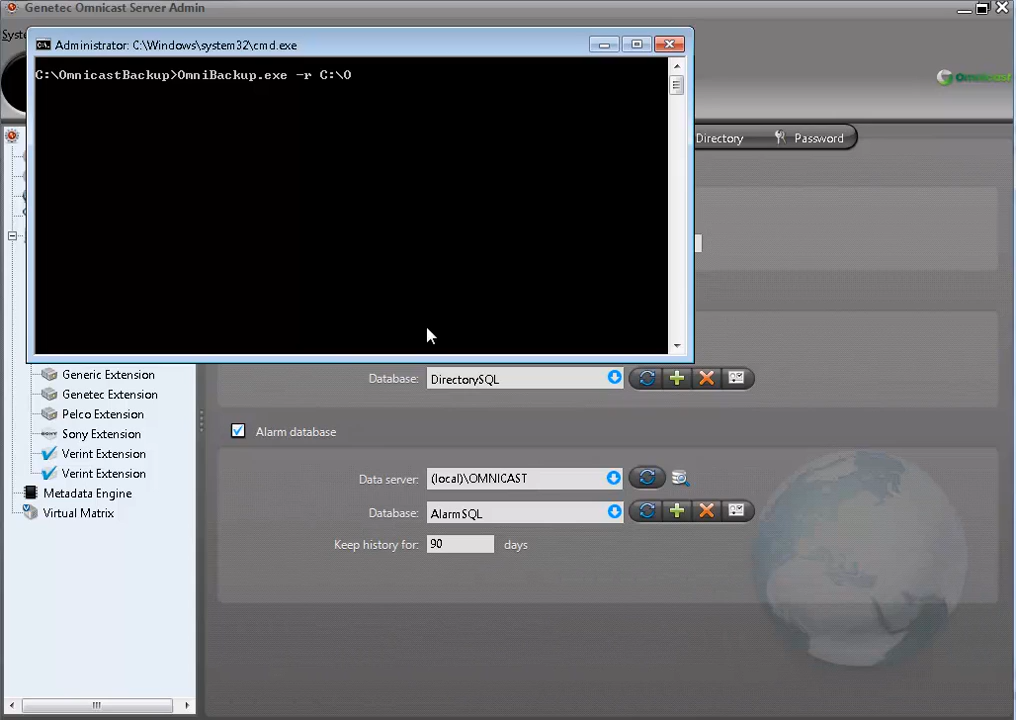 Genetec Omnicast Server Admin
Administrator: C:\Windows\system32\cmd.exe
C:\OmnicastBackup>OmniBackup.exe -r C:\O
Directory
Password
Generic Extension
Genetec Extension
Pelco Extension
Sony Extension
Verint Extension
Verint Extension
Metadata Engine
Virtual Matrix
Database: DirectorySQL
Alarm database
Data server: (local)\OMNICAST
Database: AlarmSQL
Keep history for: 90 days